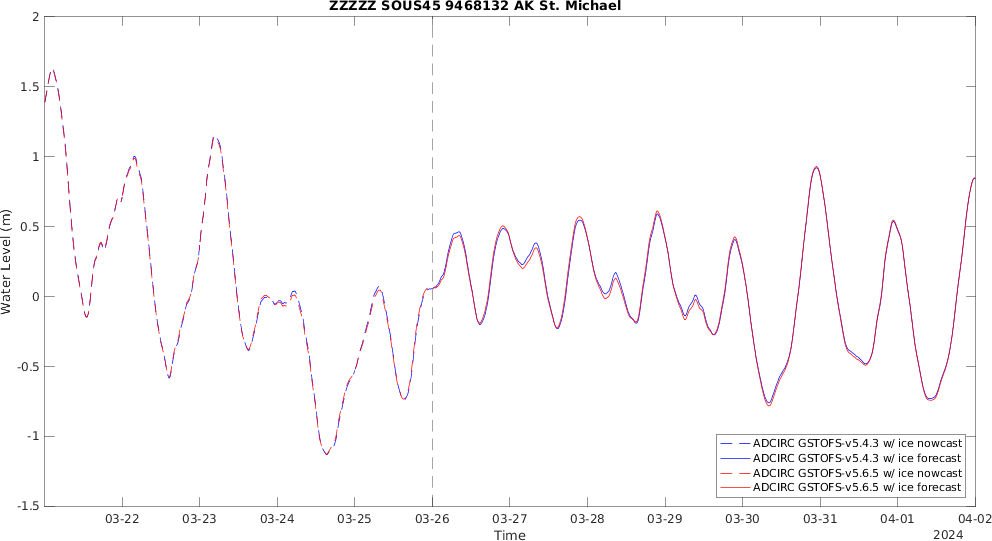 ZZZZZ SOUS45 9468132 AK St. Michael
2
1.5
1
0.5
0
-0.5
-1
-1.5
Water Level (m)
ADCIRC GSTOFS-v5.4.3 w/ ice nowcast
ADCIRC GSTOFS-v5.4.3 w/ ice forecast
ADCIRC GSTOFS-v5.6.5 w/ ice nowcast
ADCIRC GSTOFS-v5.6.5 w/ ice forecast
03-22 03-23 03-24 03-25 03-26 03-27 03-28 03-29 03-30 03-31 04-01 04-02
Time
2024